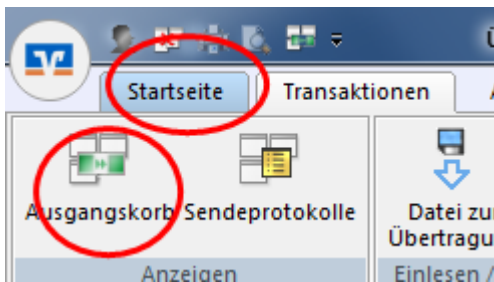 Startseite Transaktionen
Ausgangskorb Sendeprotokolle Datei zur
Übertragu
Anzeigen Einlesen /